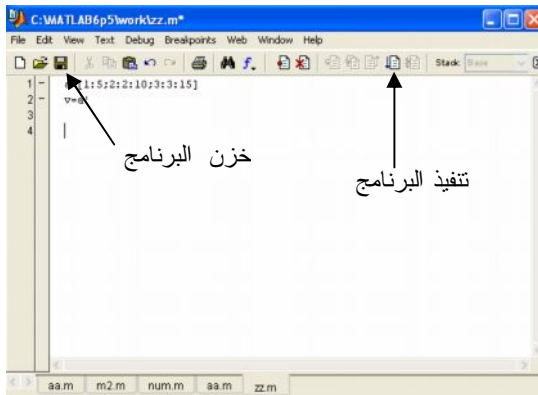 C:\MATLAB6p5\work\zz.m*
File Edit View Text Debug Breakpoints Web Window Help
Stack: Base
1 - [1:5;2:2:10;3:3:15]
2 - v=a'
3
4
خزن البرنامج
تنفيذ البرنامج
aa.m m2.m num.m aa.m zz.m